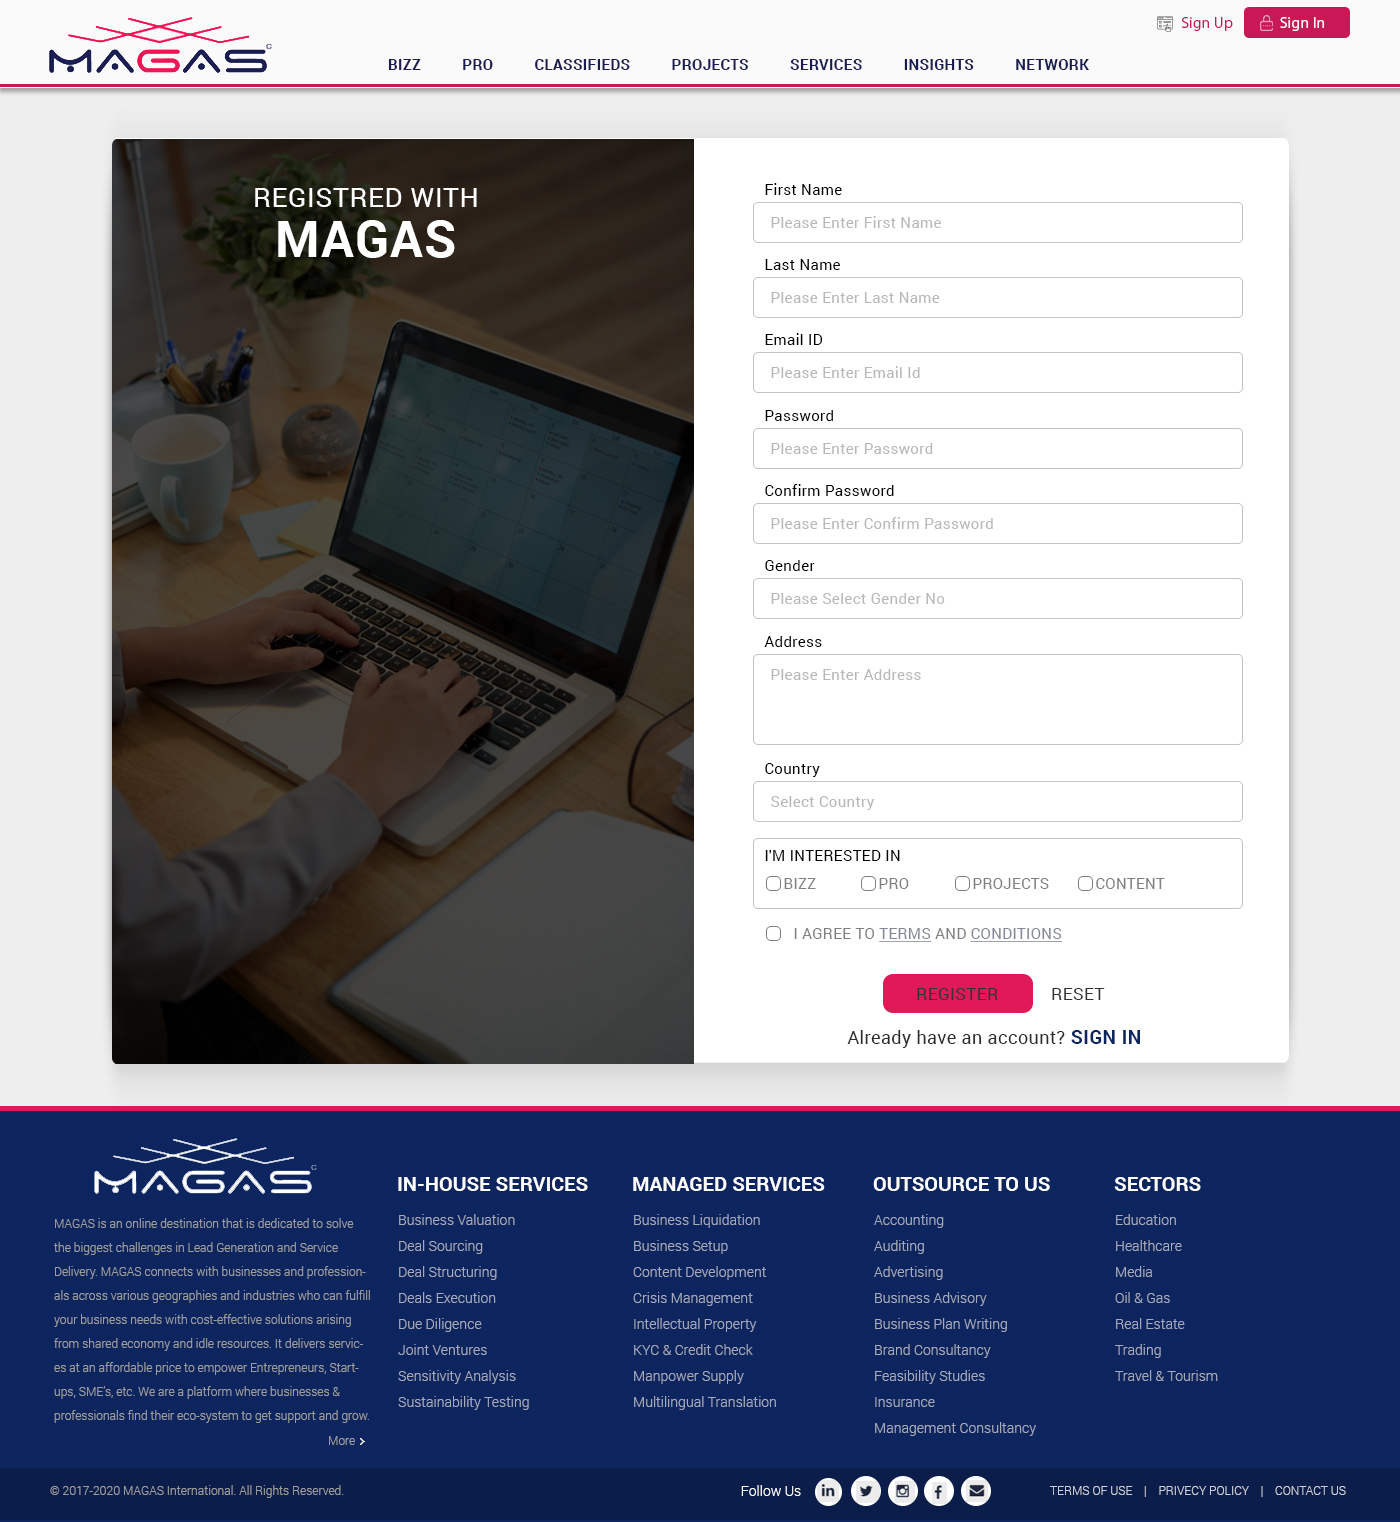 Sign Up
Sign In
MAGAS
BIZZ PRO CLASSIFIEDS PROJECTS SERVICES INSIGHTS NETWORK
REGISTRED WITH
MAGAS
First Name
Please Enter First Name
Last Name
Please Enter Last Name
Email ID
Please Enter Email Id
Password
Please Enter Password
Confirm Password
Please Enter Confirm Password
Gender
Please Select Gender No
Address
Please Enter Address
Country
Select Country
I'M INTERESTED IN
BIZZ PRO PROJECTS CONTENT
I AGREE TO TERMS AND CONDITIONS
REGISTER RESET
Already have an account? SIGN IN
MAGAS
MAGAS is an online destination that is dedicated to solve
the biggest challenges in Lead Generation and Service
Delivery. MAGAS connects with businesses and profession-
als across various geographies and industries who can fulfill
your business needs with cost-effective solutions arising
from shared economy and idle resources. It delivers servic-
es at an affordable price to empower Entrepreneurs, Start-
ups, SME's, etc. We are a platform where businesses &
professionals find their eco-system to get support and grow.
More >
IN-HOUSE SERVICES
Business Valuation
Deal Sourcing
Deal Structuring
Deals Execution
Due Diligence
Joint Ventures
Sensitivity Analysis
Sustainability Testing
MANAGED SERVICES
Business Liquidation
Business Setup
Content Development
Crisis Management
Intellectual Property
KYC & Credit Check
Manpower Supply
Multilingual Translation
OUTSOURCE TO US
Accounting
Auditing
Advertising
Business Advisory
Business Plan Writing
Brand Consultancy
Feasibility Studies
Insurance
Management Consultancy
SECTORS
Education
Healthcare
Media
Oil & Gas
Real Estate
Trading
Travel & Tourism
© 2017-2020 MAGAS International. All Rights Reserved.
Follow Us
TERMS OF USE | PRIVECY POLICY | CONTACT US